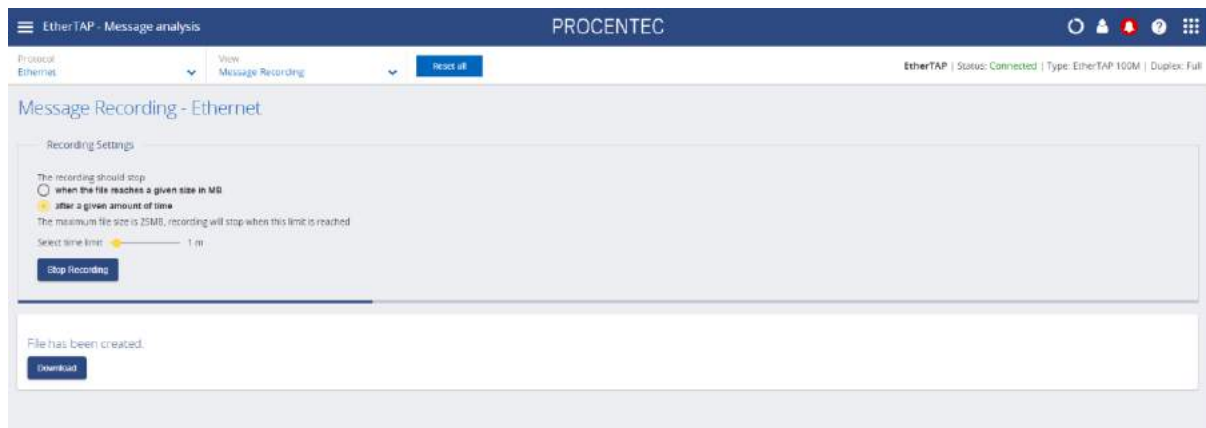 EtherTAP - Message analysis
PROCENTEC
Protocol
Ethernet
View
Message Recording
Reset all
EtherTAP | Status: Connected | Type: EtherTAP 100M | Duplex: Full
Message Recording - Ethernet
Recording Settings
The recording should stop
when the file reaches a given size in MB
after a given amount of time
The maximum file size is 25MB, recording will stop when this limit is reached
Select time limit 1 m
Stop Recording
File has been created.
Download